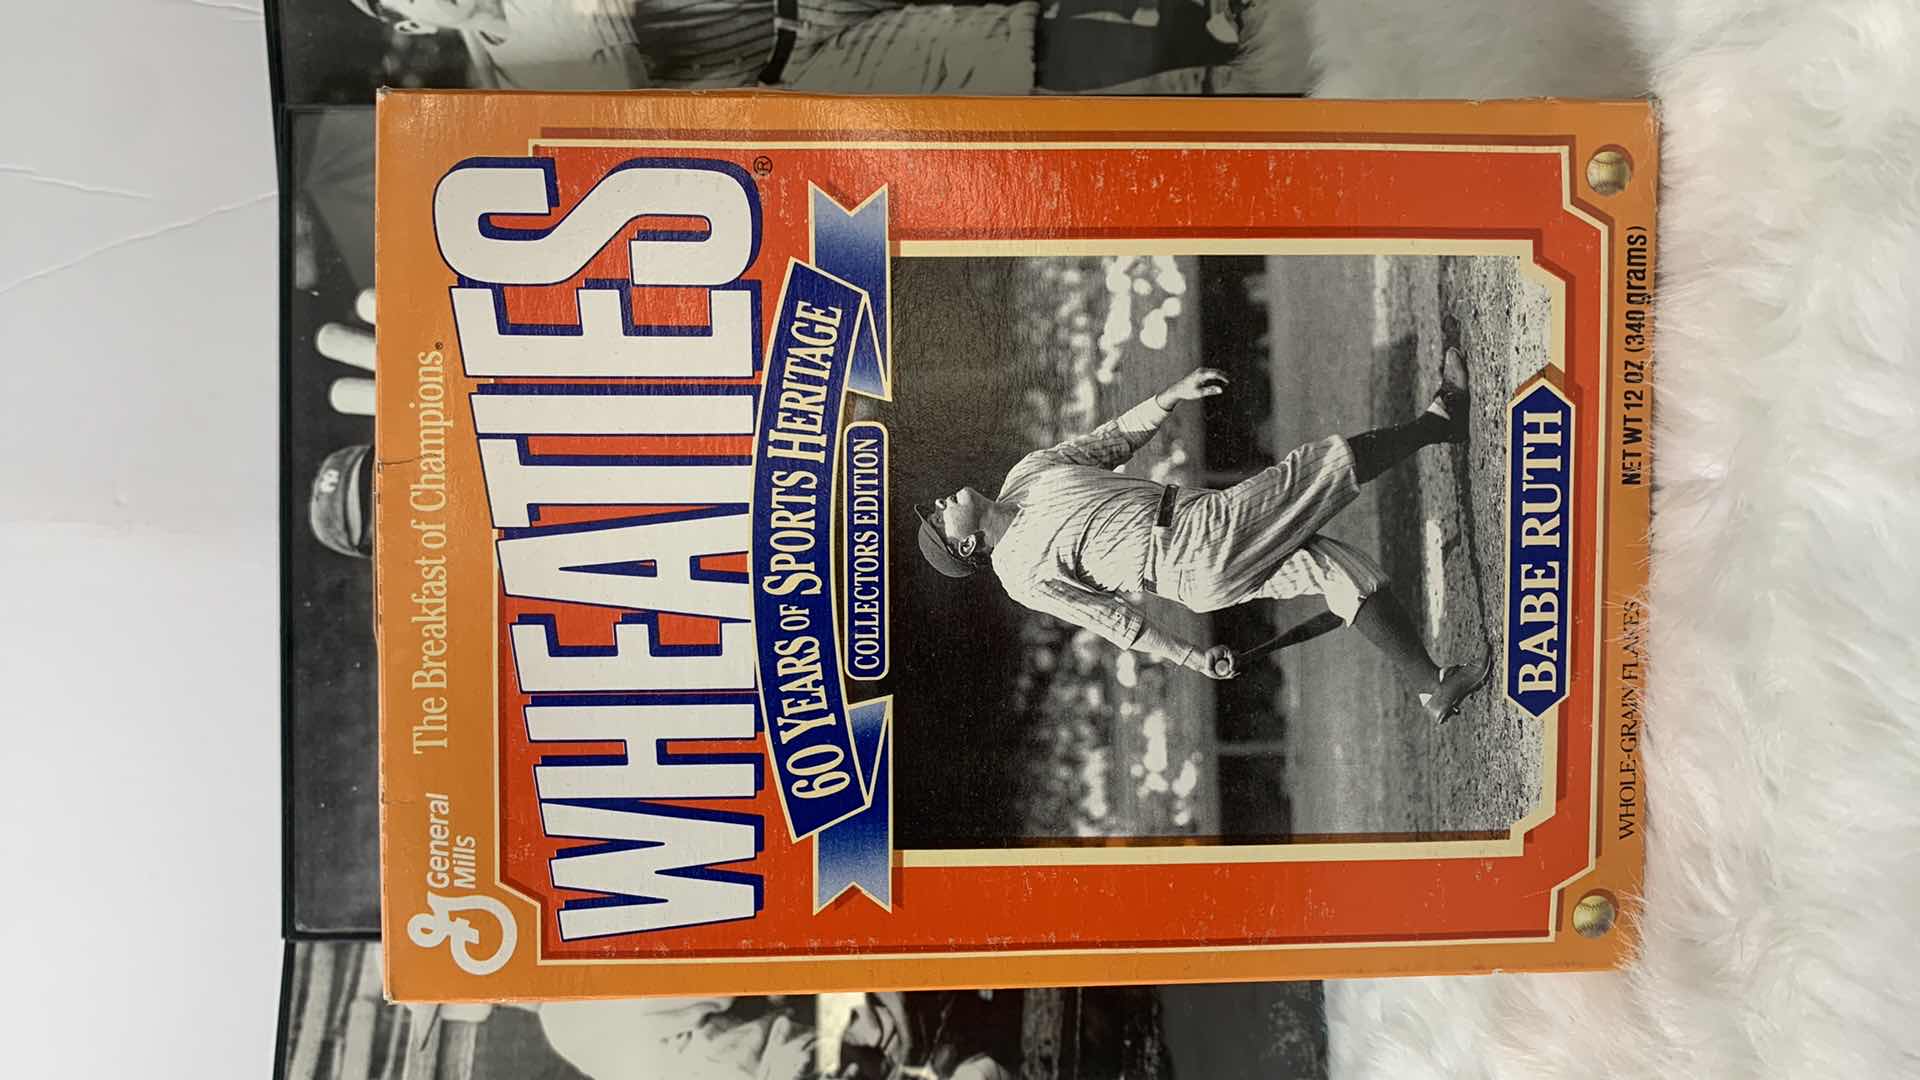 General
Mills
The Breakfast of Champions®
WHEATIES®
60 YEARS OF SPORTS HERITAGE
COLLECTORS EDITION
BABE RUTH
WHOLE-GRAIN FLAKES
NET WT 12 OZ (340 grams)